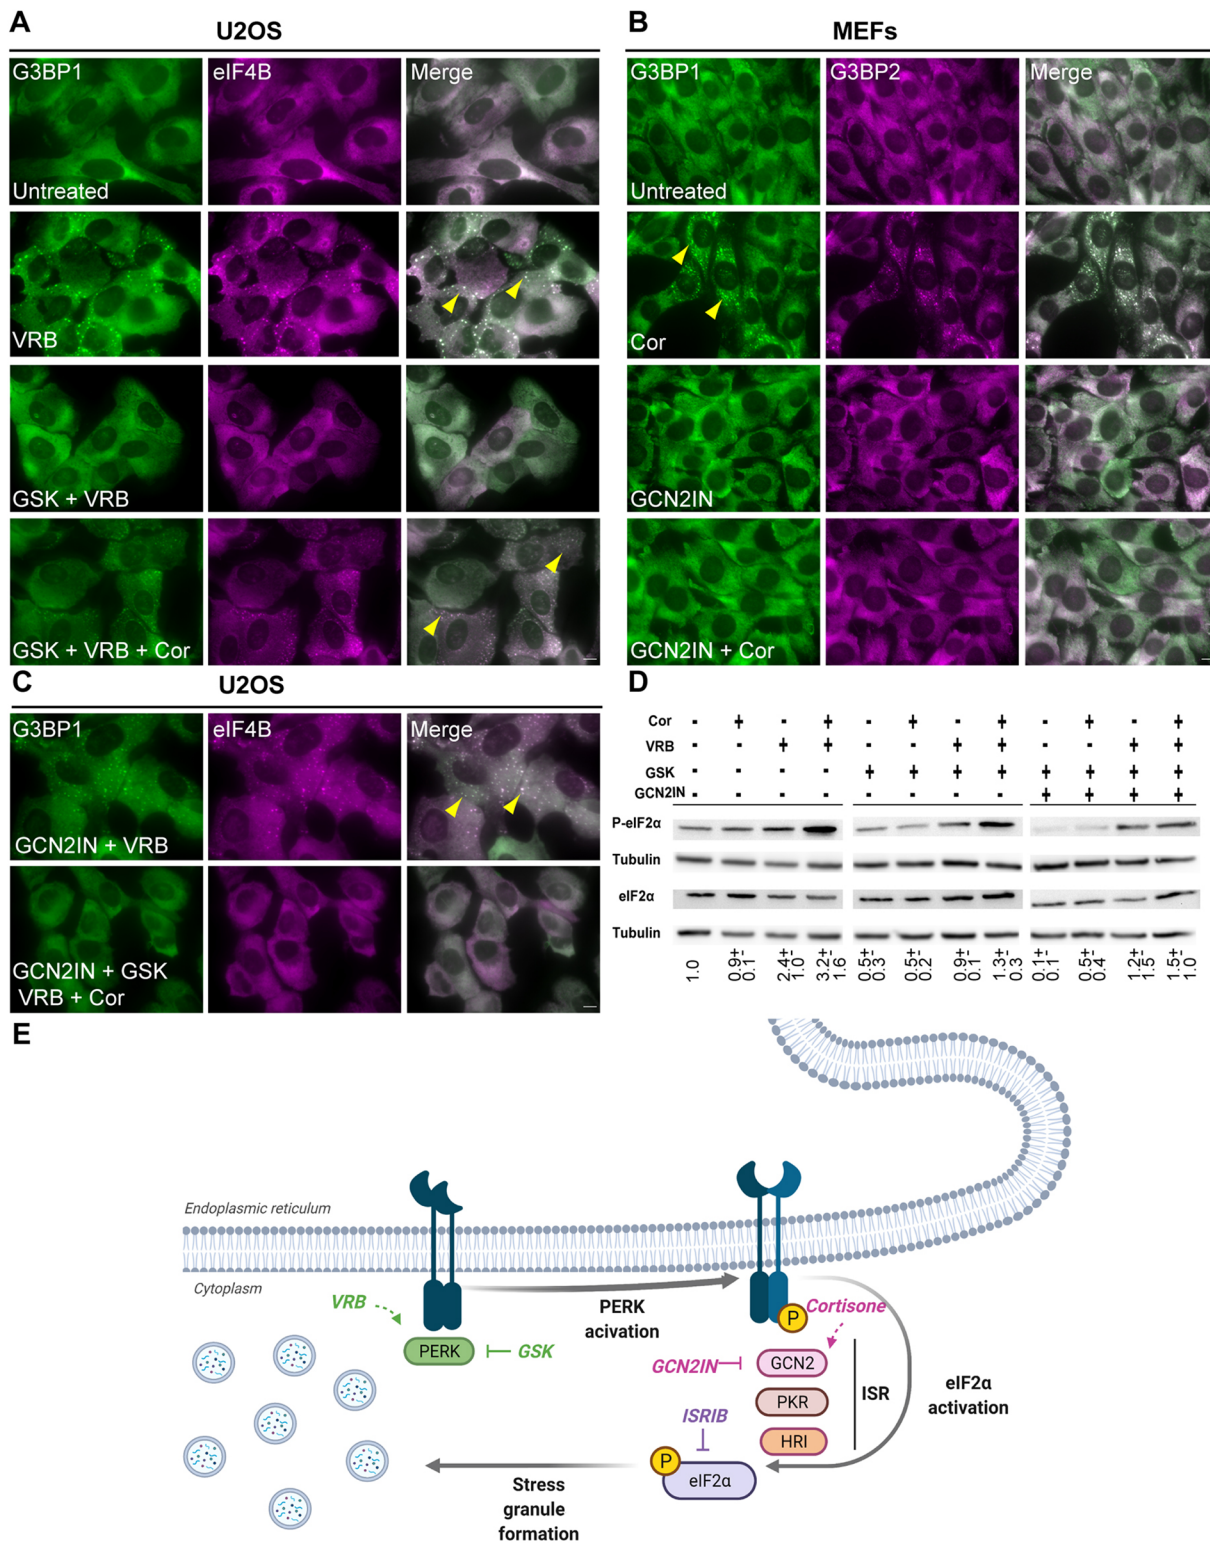 A
U2OS
G3BP1 eIF4B Merge
Untreated
VRB
GSK + VRB
GSK + VRB + Cor
B
MEFs
G3BP1 G3BP2 Merge
Untreated
Cor
GCN2IN
GCN2IN + Cor
C
U2OS
G3BP1 eIF4B Merge
GCN2IN + VRB
GCN2IN + GSK
VRB + Cor
D
Cor - + - + - + - + - + - +
VRB - - + + - - + + - - + +
GSK - - - - + + + + + + + +
GCN2IN - - - - - - - - + + + +
P-eIF2α
Tubulin
eIF2α
Tubulin
1.0 0.9+- 0.1 2.4+- 1.0 3.2+- 1.6 0.5+- 0.3 0.5+- 0.2 0.9+- 0.1 1.3+- 0.3 0.1+- 0.1 0.5+- 0.4 1.2+- 1.5 1.5+- 1.0
E
Endoplasmic reticulum
Cytoplasm
VRB
PERK
GSK
PERK
acivation
P
Cortisone
GCN2IN
GCN2
PKR
HRI
ISR
eIF2α
activation
ISRIB
P
eIF2α
Stress
granule
formation